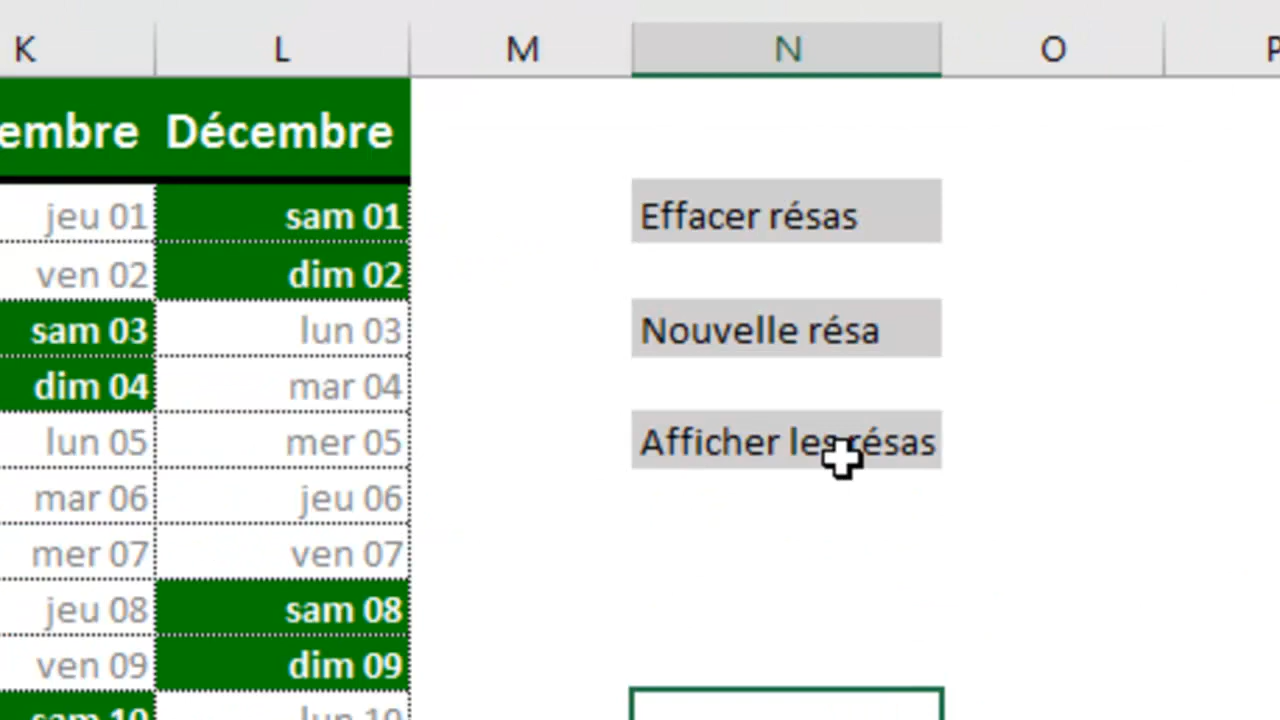 K L M N O P
embre Décembre
jeu 01 sam 01 Effacer résas
ven 02 dim 02
sam 03 lun 03 Nouvelle résa
dim 04 mar 04
lun 05 mer 05 Afficher les résas
mar 06 jeu 06
mer 07 ven 07
jeu 08 sam 08
ven 09 dim 09
sam 10 lun 10